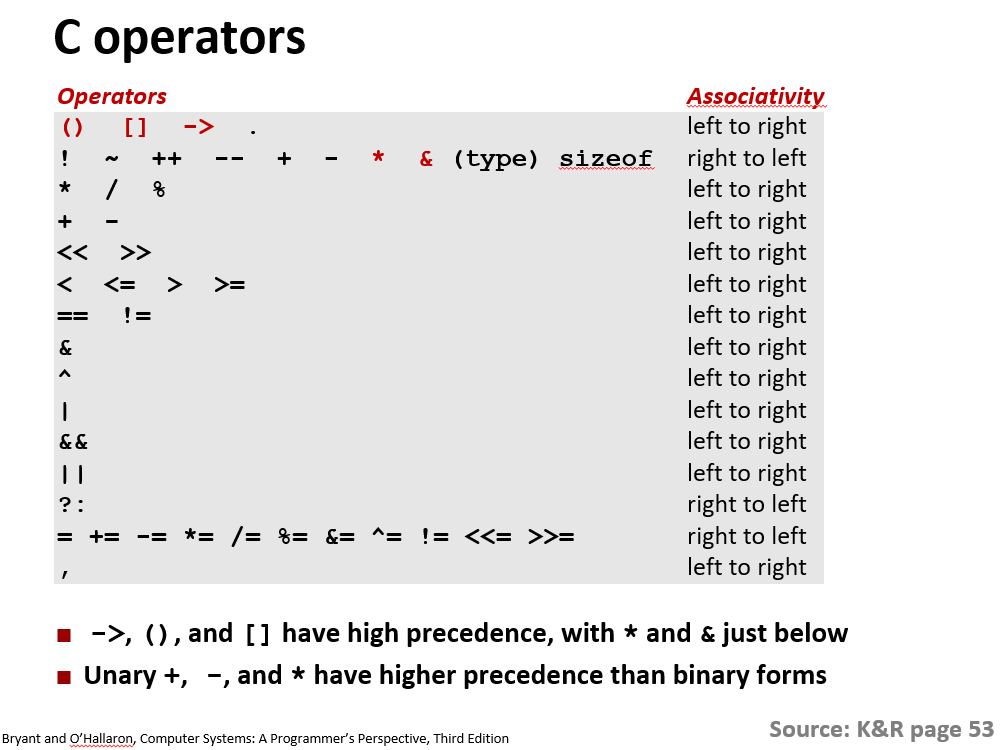 C operators
Operators Associativity
() [] -> . left to right
! ~ ++ -- + - * & (type) sizeof right to left
* / % left to right
+ - left to right
<< >> left to right
< <= > >= left to right
== != left to right
& left to right
^ left to right
| left to right
&& left to right
|| left to right
?: right to left
= += -= *= /= %= &= ^= != <<= >>= right to left
, left to right
■ ->, (), and [] have high precedence, with * and & just below
■ Unary +, -, and * have higher precedence than binary forms
Source: K&R page 53
Bryant and O'Hallaron, Computer Systems: A Programmer's Perspective, Third Edition